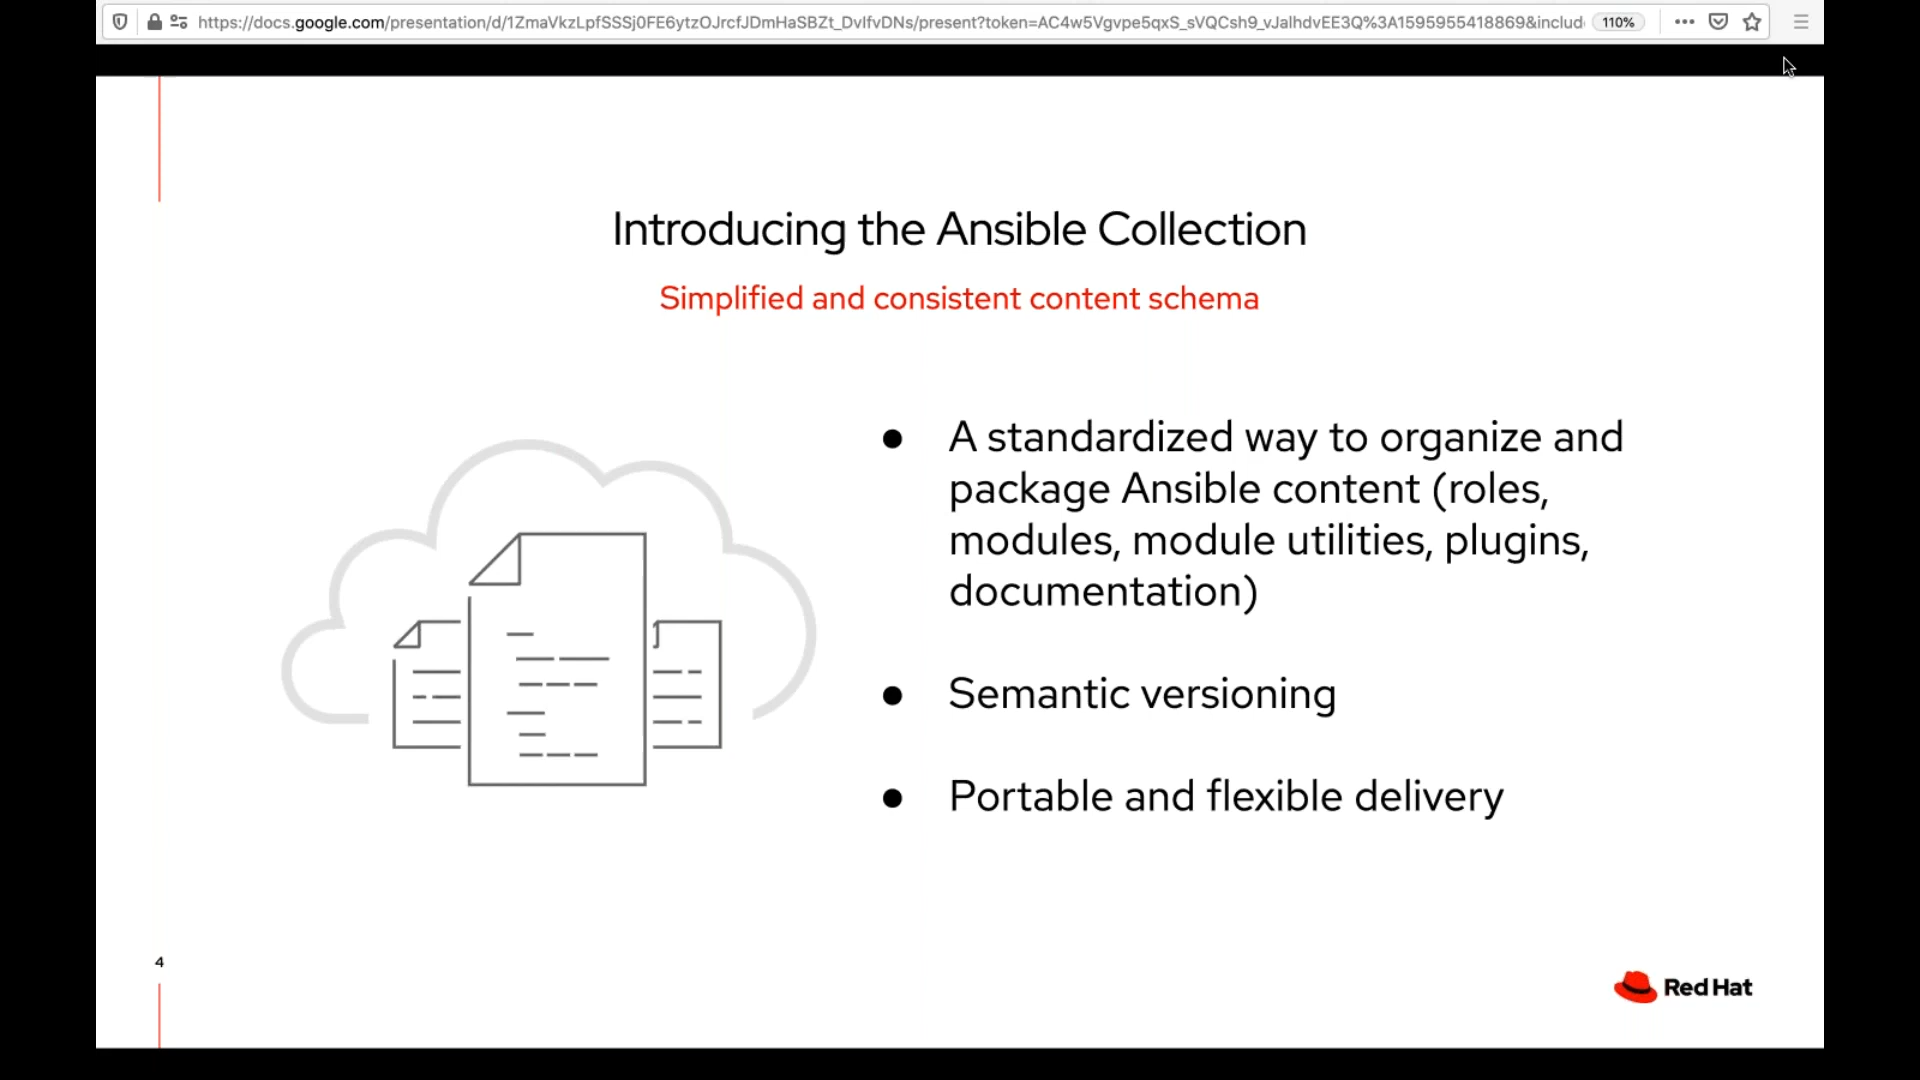 https://docs.google.com/presentation/d/1ZmaVkzLpfSSSj0FE6ytzOJrcfJDmHaSBZt_DvlfvDNs/present?token=AC4w5Vgvpe5qxS_sVQCsh9_vJalhdvEE3Q%3A1595955418869&includ 110%
Introducing the Ansible Collection
Simplified and consistent content schema
● A standardized way to organize and
package Ansible content (roles,
modules, module utilities, plugins,
documentation)
● Semantic versioning
● Portable and flexible delivery
4
Red Hat